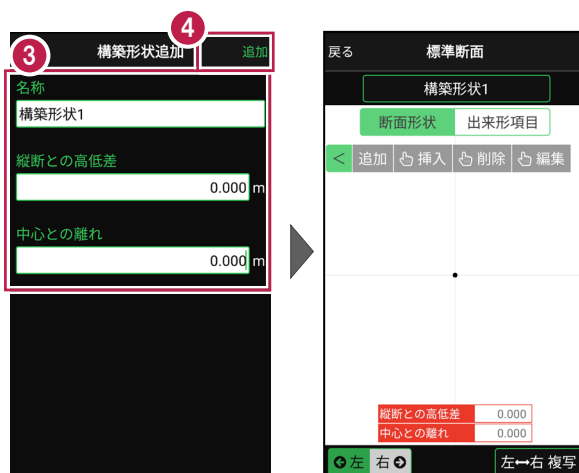 4
3
構築形状追加 追加
名称
構築形状1
縦断との高低差
0.000 m
中心との離れ
0.000 m
戻る 標準断面
構築形状1
断面形状 出来形項目
< 追加 挿入 削除 編集
縦断との高低差 0.000
中心との離れ 0.000
左 右 左↔右 複写